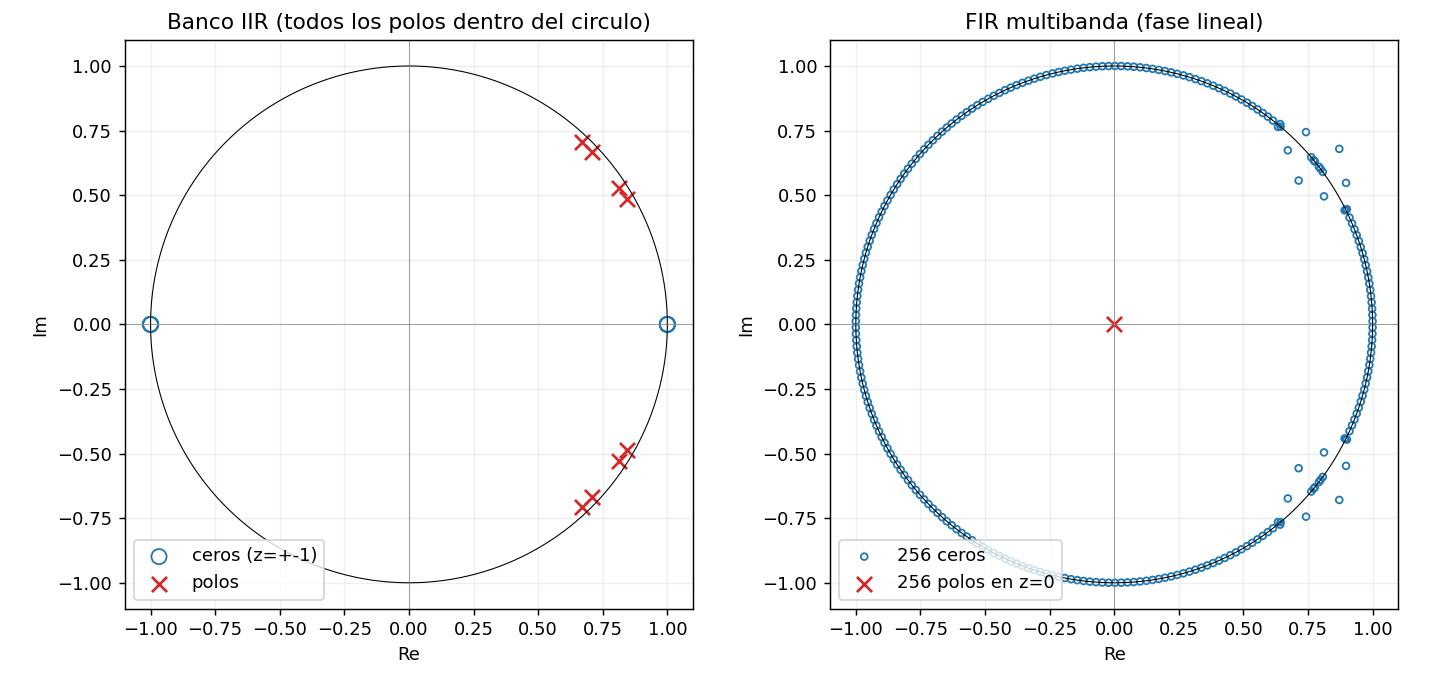 Banco IIR (todos los polos dentro del circulo)
1.00
0.75
0.50
0.25
0.00
−0.25
−0.50
−0.75
−1.00
Im
ceros (z=+-1)
polos
−1.00 −0.75 −0.50 −0.25 0.00 0.25 0.50 0.75 1.00
Re
FIR multibanda (fase lineal)
1.00
0.75
0.50
0.25
0.00
−0.25
−0.50
−0.75
−1.00
Im
256 ceros
256 polos en z=0
−1.00 −0.75 −0.50 −0.25 0.00 0.25 0.50 0.75 1.00
Re